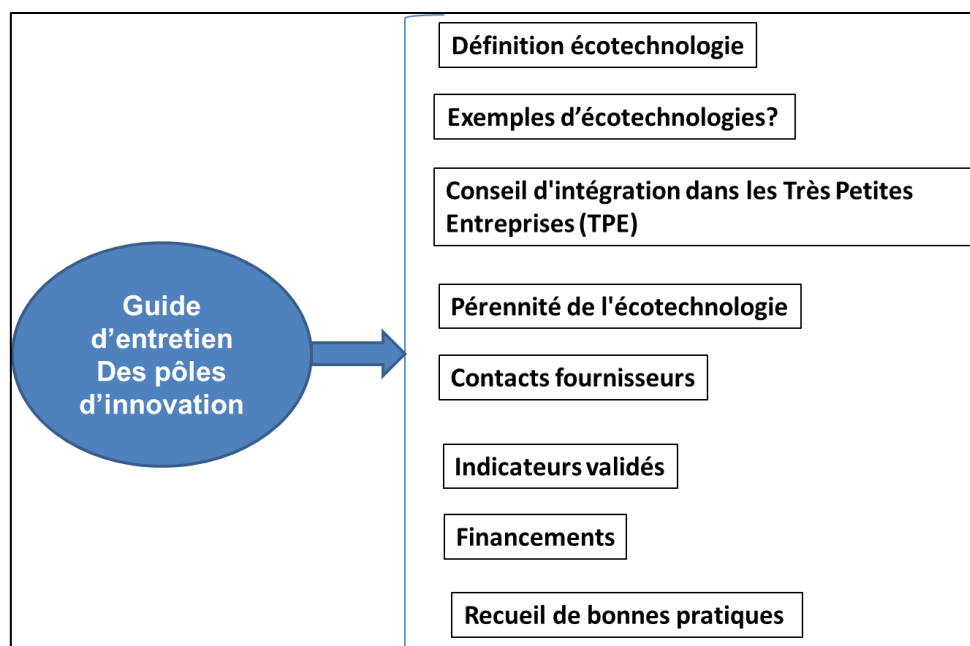 Définition écotechnologie
Exemples d’écotechnologies?
Conseil d'intégration dans les Très Petites
Entreprises (TPE)
Guide
d’entretien
Des pôles
d’innovation
Pérennité de l'écotechnologie
Contacts fournisseurs
Indicateurs validés
Financements
Recueil de bonnes pratiques